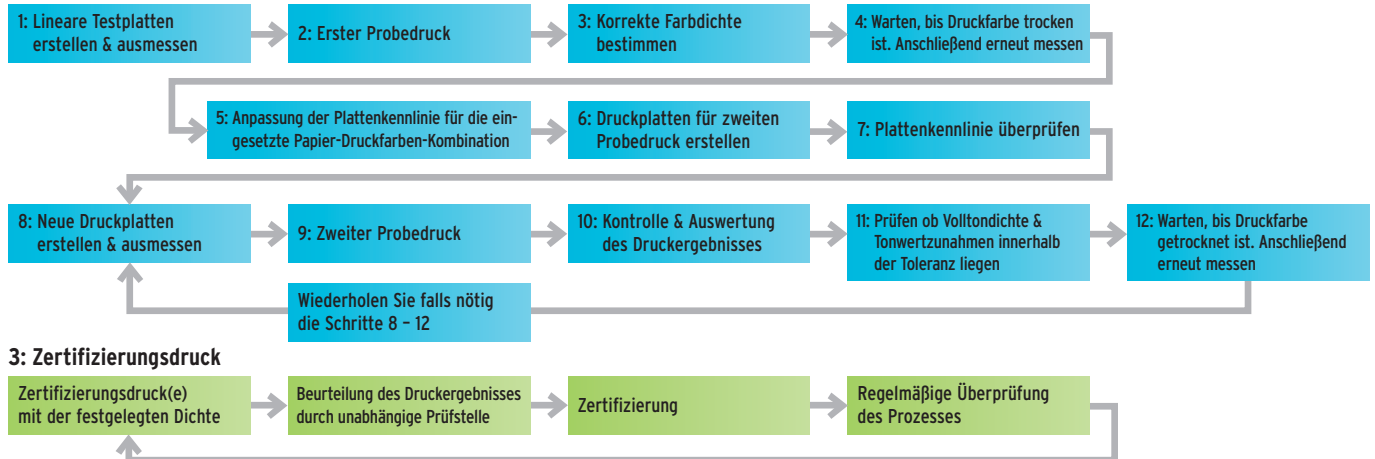 1: Lineare Testplatten
erstellen & ausmessen
2: Erster Probedruck
3: Korrekte Farbdichte
bestimmen
4: Warten, bis Druckfarbe trocken
ist. Anschließend erneut messen
5: Anpassung der Plattenkennlinie für die ein-
gesetzte Papier-Druckfarben-Kombination
6: Druckplatten für zweiten
Probedruck erstellen
7: Plattenkennlinie überprüfen
8: Neue Druckplatten
erstellen & ausmessen
9: Zweiter Probedruck
10: Kontrolle & Auswertung
des Druckergebnisses
11: Prüfen ob Volltondichte &
Tonwertzunahmen innerhalb
der Toleranz liegen
12: Warten, bis Druckfarbe
getrocknet ist. Anschließend
erneut messen
Wiederholen Sie falls nötig
die Schritte 8 – 12
3: Zertifizierungsdruck
Zertifizierungsdruck(e)
mit der festgelegten Dichte
Beurteilung des Druckergebnisses
durch unabhängige Prüfstelle
Zertifizierung
Regelmäßige Überprüfung
des Prozesses